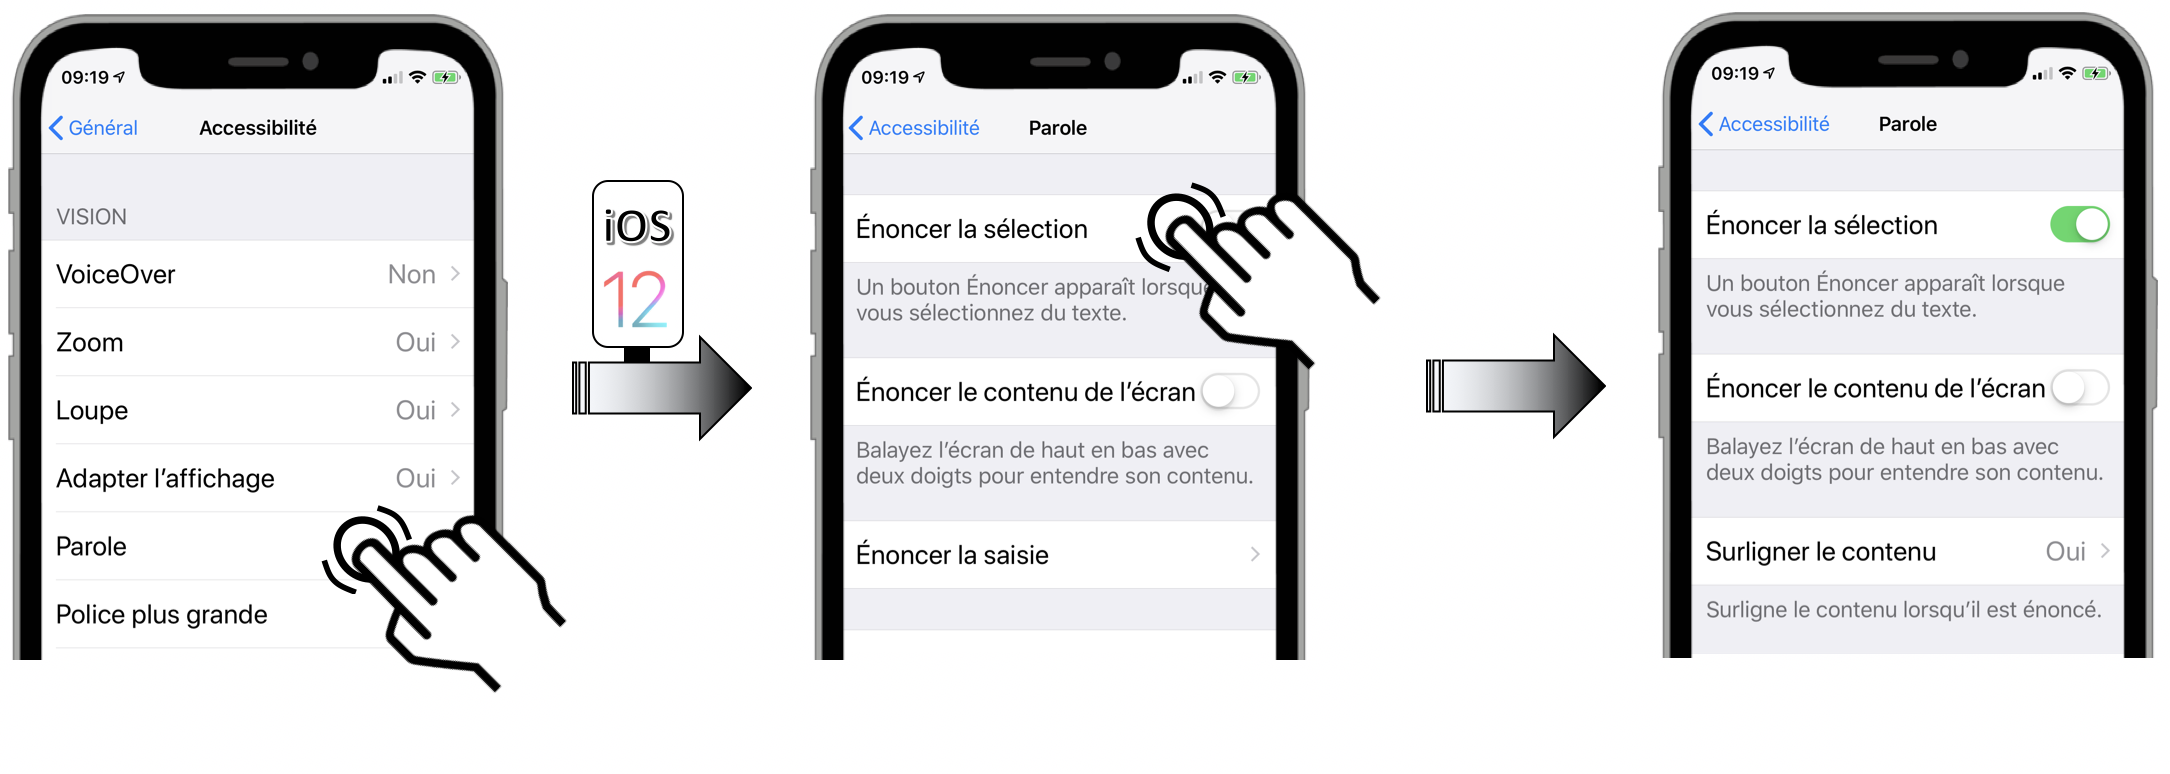 09:19
Général
Accessibilité
VISION
VoiceOver Non
Zoom Oui
Loupe Oui
Adapter l’affichage Oui
Parole
Police plus grande
iOS
12
09:19
Accessibilité
Parole
Énoncer la sélection
Un bouton Énoncer apparaît lorsque
vous sélectionnez du texte.
Énoncer le contenu de l’écran
Balayez l’écran de haut en bas avec
deux doigts pour entendre son contenu.
Énoncer la saisie
09:19
Accessibilité
Parole
Énoncer la sélection
Un bouton Énoncer apparaît lorsque
vous sélectionnez du texte.
Énoncer le contenu de l’écran
Balayez l’écran de haut en bas avec
deux doigts pour entendre son contenu.
Surligner le contenu Oui
Surligne le contenu lorsqu’il est énoncé.